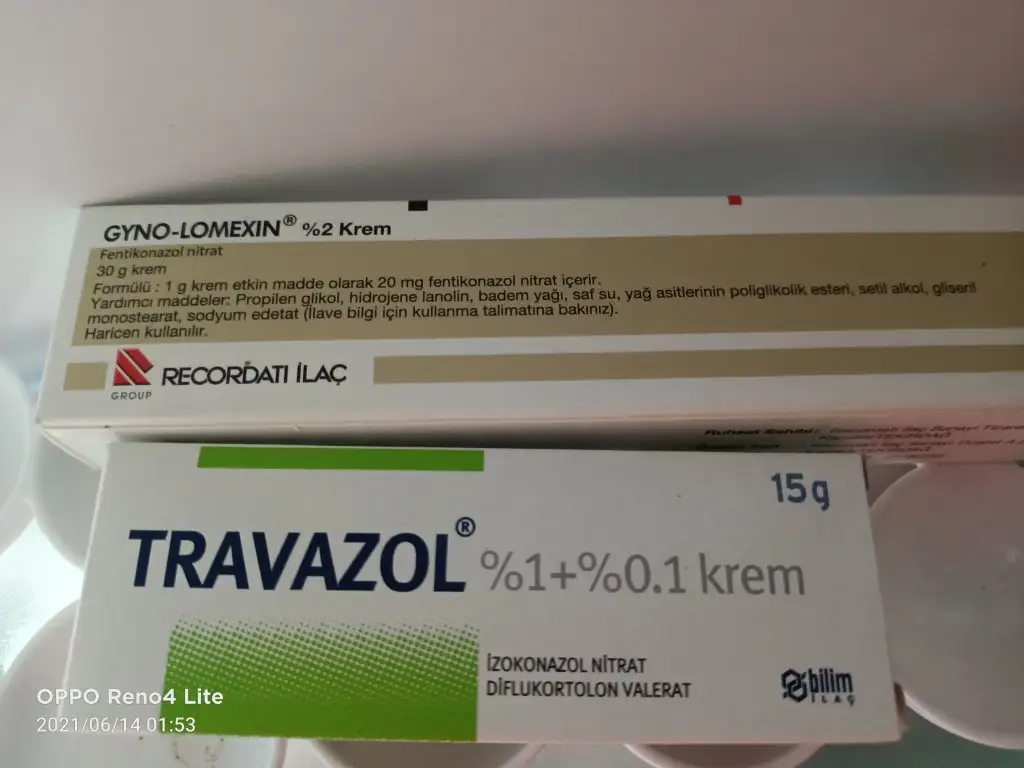 GYNO-LOMEXIN® %2 Krem
Fentikonazol nitrat
30 g krem
Formülü : 1 g krem etkin madde olarak 20 mg fentikonazol nitrat içerir.
Yardımcı maddeler: Propilen glikol, hidrojene lanolin, badem yağı, saf su, yağ asitlerinin poliglikolik esteri, setil alkol, gliseril
monostearat, sodyum edetat (İlave bilgi için kullanma talimatına bakınız).
Haricen kullanılır.
RECORDATI İLAÇ
GROUP
Ruhsat Sahibi:
15g
TRAVAZOL® %1+%0.1 krem
İZOKONAZOL NİTRAT
DİFLUKORTOLON VALERAT
bilim
İLAÇ
OPPO Reno4 Lite
2021/06/14 01:53